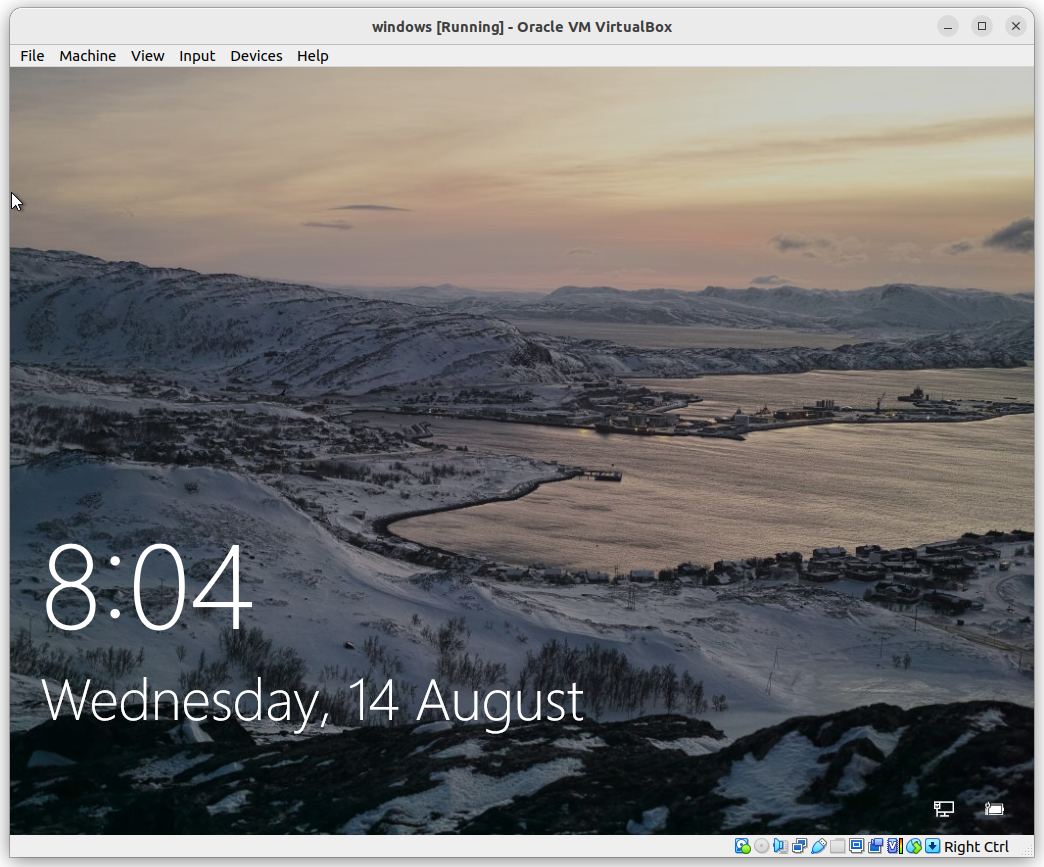 windows [Running] - Oracle VM VirtualBox
File Machine View Input Devices Help
8:04
Wednesday, 14 August
Right Ctrl